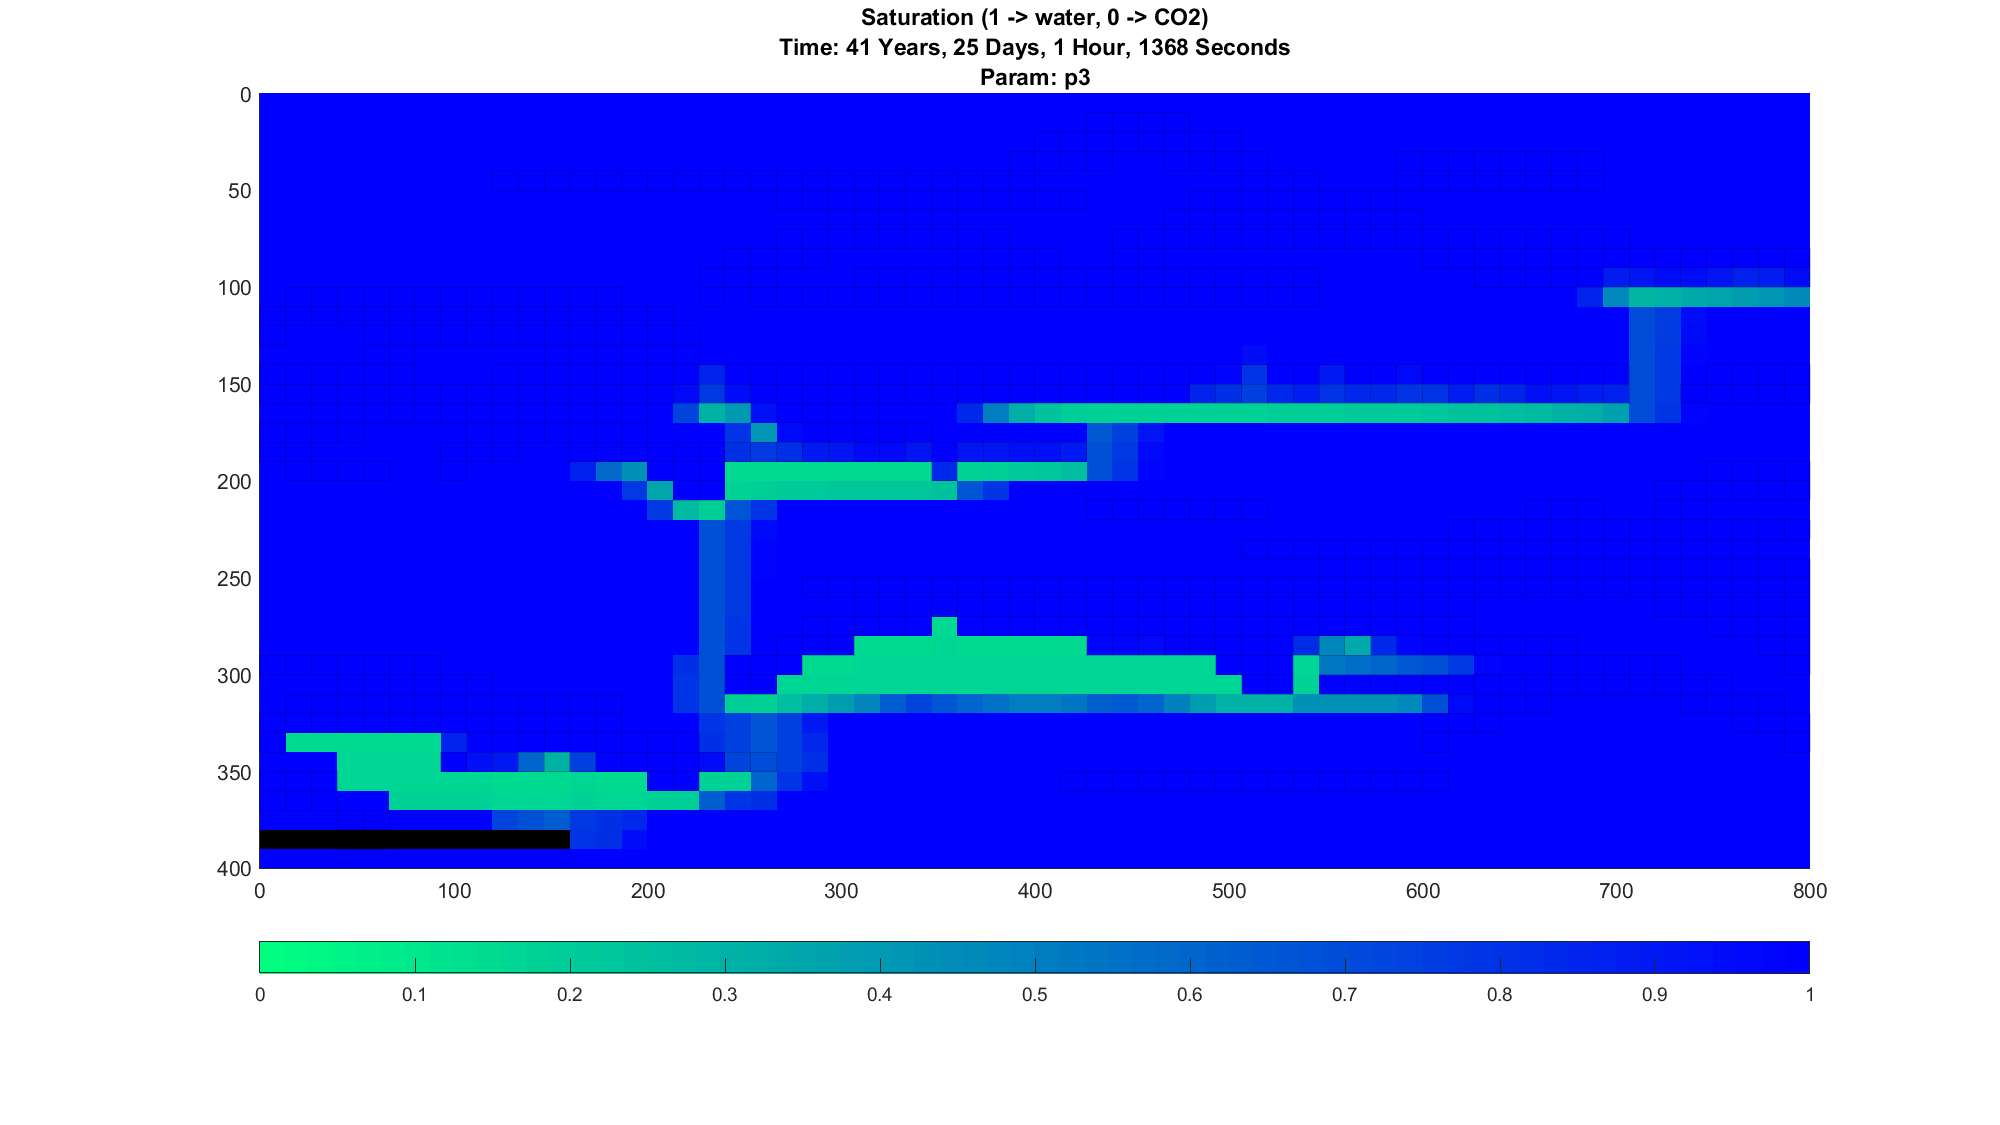 Saturation (1 -> water, 0 -> CO2)
Time: 41 Years, 25 Days, 1 Hour, 1368 Seconds
Param: p3
0
50
100
150
200
250
300
350
400
0 100 200 300 400 500 600 700 800
0 0.1 0.2 0.3 0.4 0.5 0.6 0.7 0.8 0.9 1